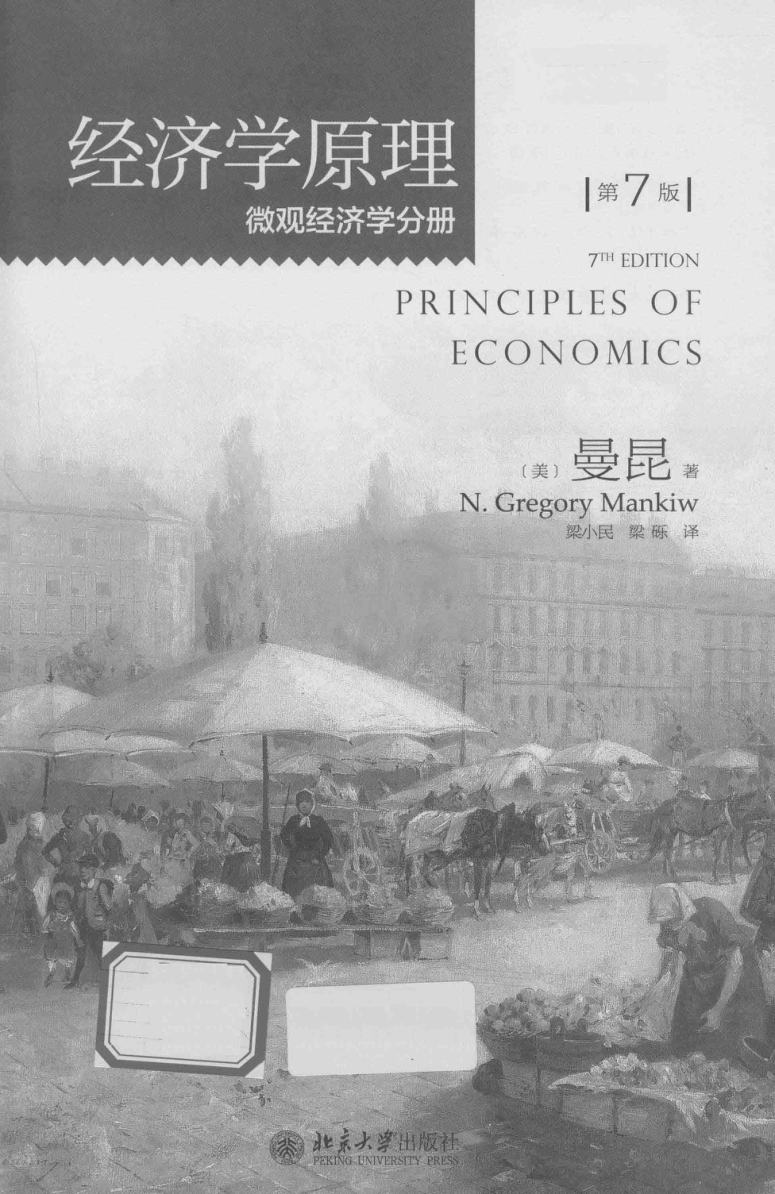 经济学原理
微观经济学分册
第7版
7TH EDITION
PRINCIPLES OF
ECONOMICS
〔美〕曼昆 著
N. Gregory Mankiw
梁小民 梁砾 译
北京大学出版社
PEKING UNIVERSITY PRESS